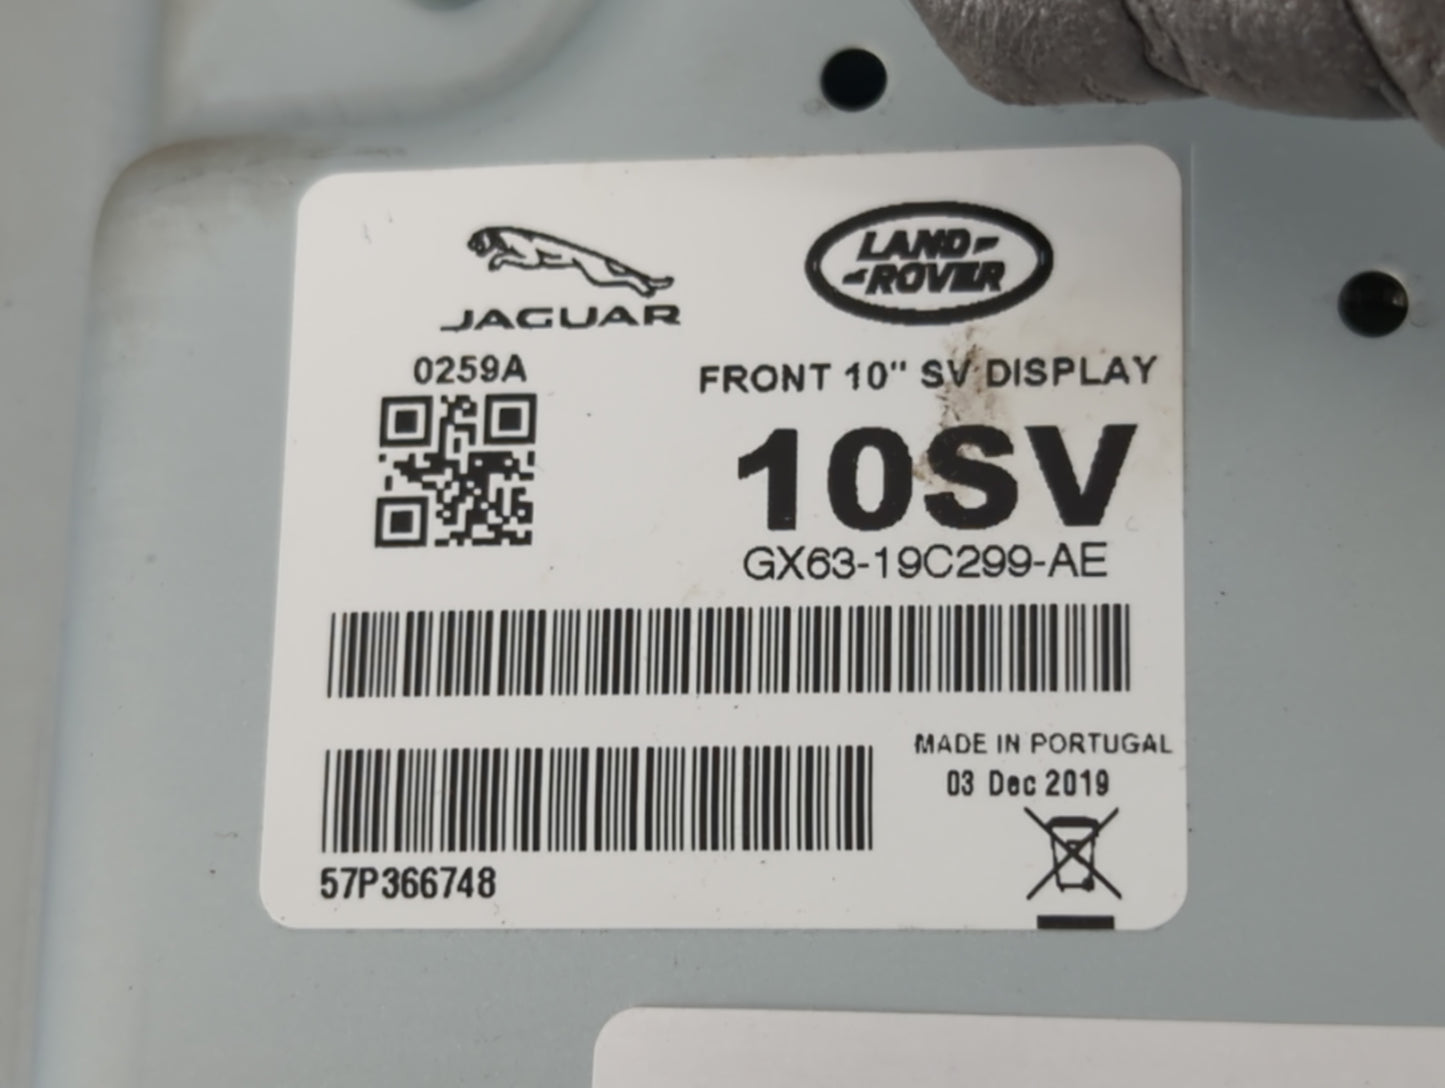 JAGUAR
LAND
ROVER
0259A
FRONT 10" SV DISPLAY
10SV
GX63-19C299-AE
MADE IN PORTUGAL
03 Dec 2019
57P366748